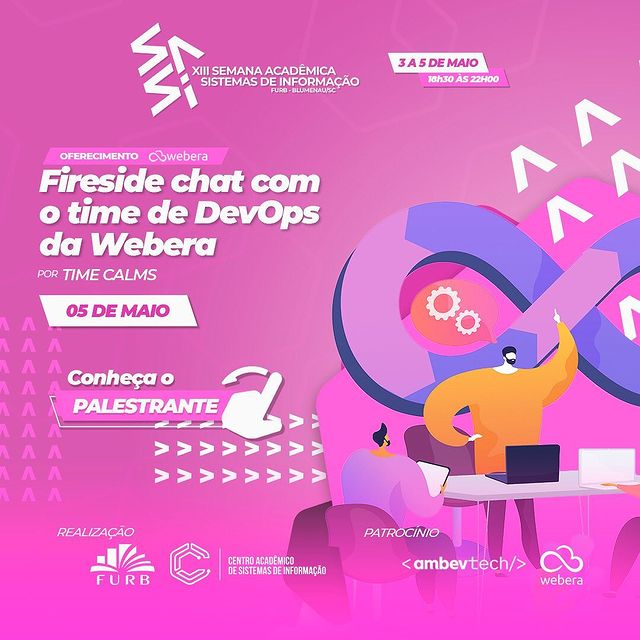 XIII SEMANA ACADÊMICA
SISTEMAS DE INFORMAÇÃO
FURB - BLUMENAU/SC
3 A 5 DE MAIO
18h30 ÀS 22H00
OFERECIMENTO webera
Fireside chat com
o time de DevOps
da Webera
POR TIME CALMS
05 DE MAIO
Conheça o
PALESTRANTE
REALIZAÇÃO
FURB
CENTRO ACADÊMICO
DE SISTEMAS DE INFORMAÇÃO
PATROCÍNIO
<ambevtech/>
webera